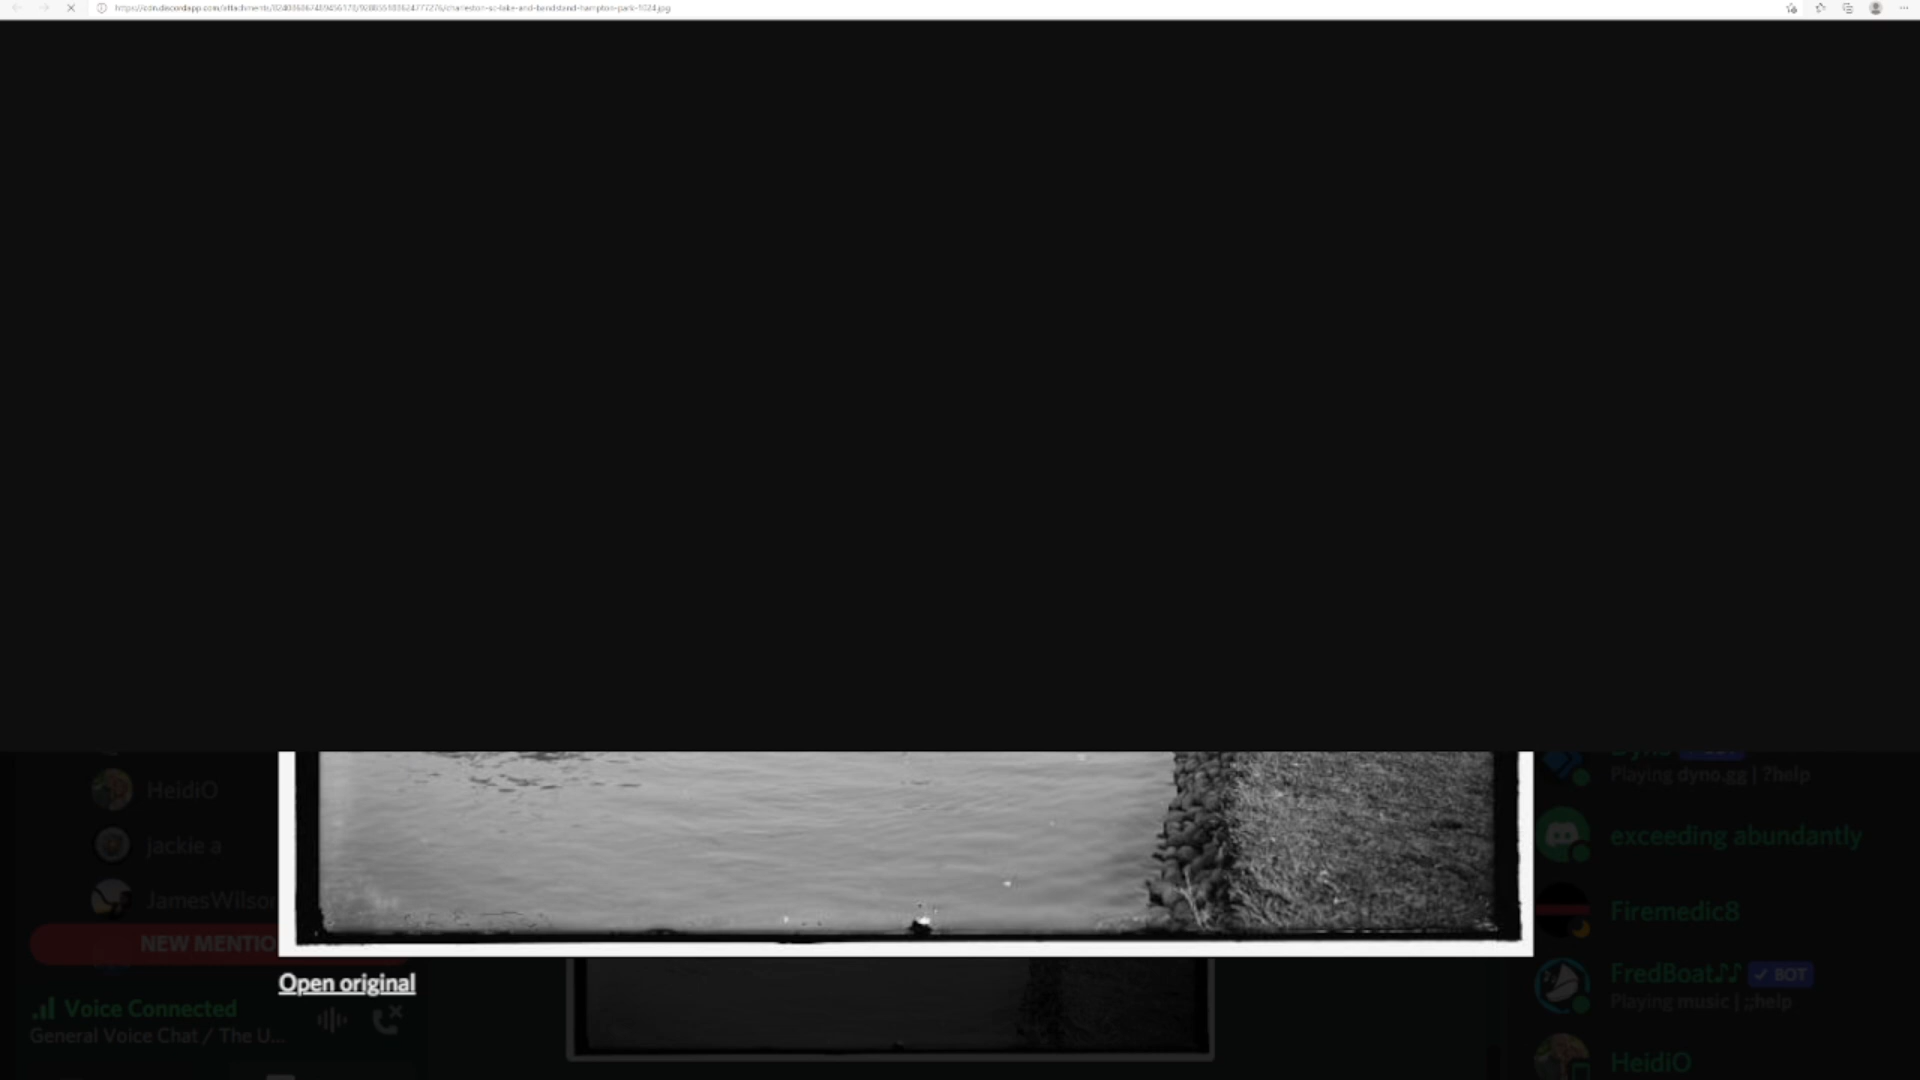 HeidiO
jackie a
JamesWilson
NEW MENTIO
Voice Connected
General Voice Chat / The U...
Open original
Playing dyno.gg | ?help
exceeding abundantly
Firemedic8
FredBoat♪♪ ✓ BOT
Playing music | ;;help
HeidiO